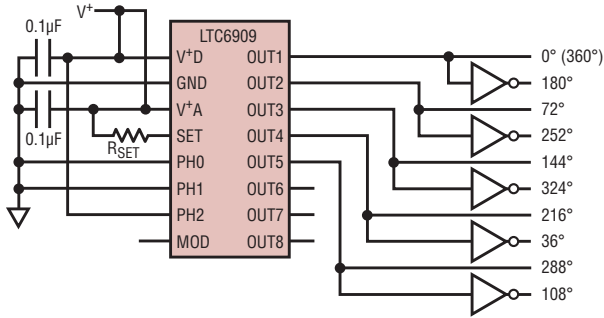 V+
0.1µF
LTC6909
V+D OUT1
0° (360°)
GND OUT2
180°
V+A OUT3
72°
0.1µF
RSET
SET OUT4
252°
PH0 OUT5
144°
PH1 OUT6
324°
PH2 OUT7
216°
MOD OUT8
36°
288°
108°